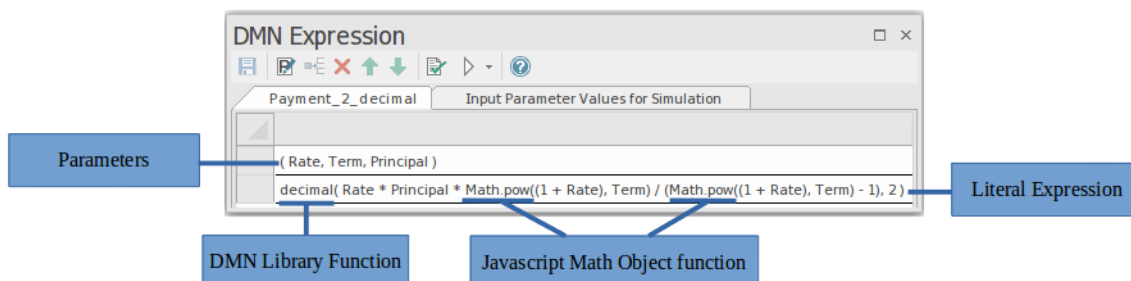 DMN Expression
Payment_2_decimal
Input Parameter Values for Simulation
Parameters
( Rate, Term, Principal )
decimal( Rate * Principal * Math.pow((1 + Rate), Term) / (Math.pow((1 + Rate), Term) - 1), 2 )
Literal Expression
DMN Library Function
Javascript Math Object function